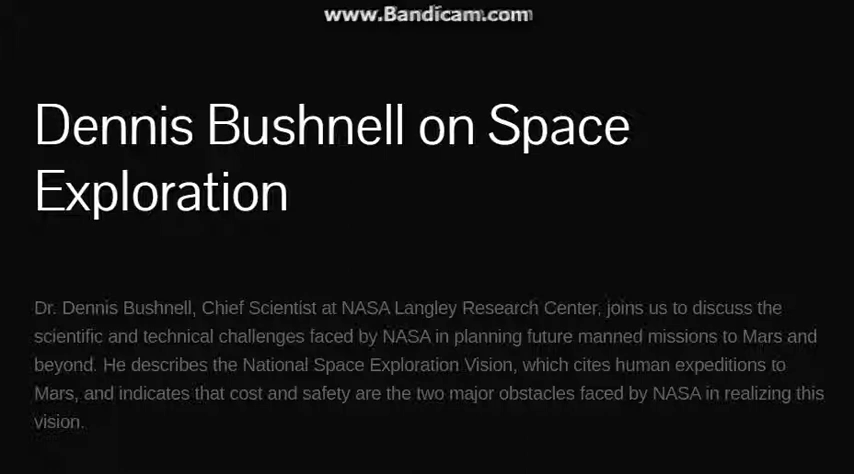 www.Bandicam.com
Dennis Bushnell on Space
Exploration
Dr. Dennis Bushnell, Chief Scientist at NASA Langley Research Center, joins us to discuss the
scientific and technical challenges faced by NASA in planning future manned missions to Mars and
beyond. He describes the National Space Exploration Vision, which cites human expeditions to
Mars, and indicates that cost and safety are the two major obstacles faced by NASA in realizing this
vision.